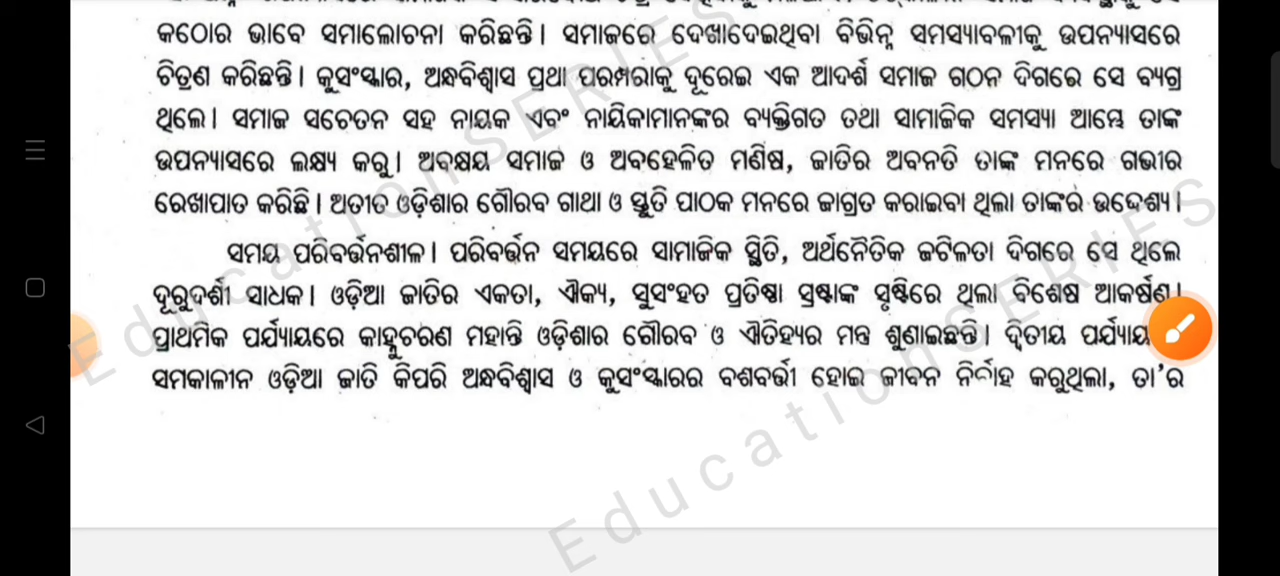 କଠୋର ଭାବେ ସମାଲୋଚନା କରିଛନ୍ତି। ସମାଜରେ ଦେଖାଦେଇଥିବା ବିଭିନ୍ନ ସମସ୍ୟାବଳୀକୁ ଉପନ୍ୟାସରେ
ଚିତ୍ରଣ କରିଛନ୍ତି। କୁସଂସ୍କାର, ଅନ୍ଧବିଶ୍ୱାସ ପ୍ରଥା ପରମ୍ପରାକୁ ଦୂରେଇ ଏକ ଆଦର୍ଶ ସମାଜ ଗଠନ ଦିଗରେ ସେ ବ୍ୟଗ୍ର
ଥିଲେ। ସମାଜ ସଚେତନ ସହ ନାୟକ ଏବଂ ନାୟିକାମାନଙ୍କର ବ୍ୟକ୍ତିଗତ ତଥା ସାମାଜିକ ସମସ୍ୟା ଆମ୍ଭେ ତାଙ୍କ
ଉପନ୍ୟାସରେ ଲକ୍ଷ୍ୟ କରୁ। ଅବକ୍ଷୟ ସମାଜ ଓ ଅବହେଳିତ ମଣିଷ, ଜାତିର ଅବନତି ତାଙ୍କ ମନରେ ଗଭୀର
ରେଖାପାତ କରିଛି। ଅତୀତ ଓଡ଼ିଶାର ଗୌରବ ଗାଥା ଓ ସ୍ତୁତି ପାଠକ ମନରେ ଜାଗ୍ରତ କରାଇବା ଥିଲା ତାଙ୍କର ଉଦ୍ଦେଶ୍ୟ।
ସମୟ ପରିବର୍ତ୍ତନଶୀଳ। ପରିବର୍ତ୍ତନ ସମୟରେ ସାମାଜିକ ସ୍ଥିତି, ଅର୍ଥନୈତିକ ଜଟିଳତା ଦିଗରେ ସେ ଥିଲେ
ଦୂରୁଦର୍ଶୀ ସାଧକ। ଓଡ଼ିଆ ଜାତିର ଏକତା, ଐକ୍ୟ, ସୁସଂହତ ପ୍ରତିଷ୍ଠା ସ୍ରଷ୍ଟାଙ୍କ ସୃଷ୍ଟିରେ ଥିଲା ବିଶେଷ ଆକର୍ଷଣ।
ପ୍ରାଥମିକ ପର୍ଯ୍ୟାୟରେ କାହ୍ନୁଚରଣ ମହାନ୍ତି ଓଡ଼ିଶାର ଗୌରବ ଓ ଐତିହ୍ୟର ମନ୍ତ୍ର ଶୁଣାଇଛନ୍ତି। ଦ୍ୱିତୀୟ ପର୍ଯ୍ୟାୟ
ସମକାଳୀନ ଓଡ଼ିଆ ଜାତି କିପରି ଅନ୍ଧବିଶ୍ୱାସ ଓ କୁସଂସ୍କାରର ବଶବର୍ତ୍ତୀ ହୋଇ ଜୀବନ ନିର୍ବାହ କରୁଥିଲା, ତା'ର
EducationSERIES
EducationSERIES